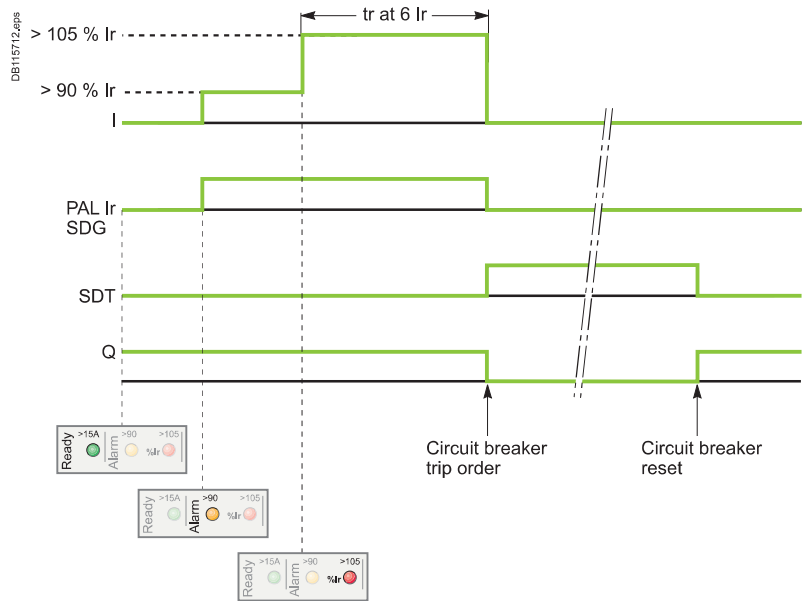 DB115712.eps
tr at 6 Ir
> 105 % Ir
> 90 % Ir
I
PAL Ir
SDG
SDT
Q
Circuit breaker
trip order
Circuit breaker
reset
Ready
>15A
Alarm
>90
>105
%Ir
Ready
>15A
Alarm
>90
>105
%Ir
Ready
>15A
Alarm
>90
>105
%Ir